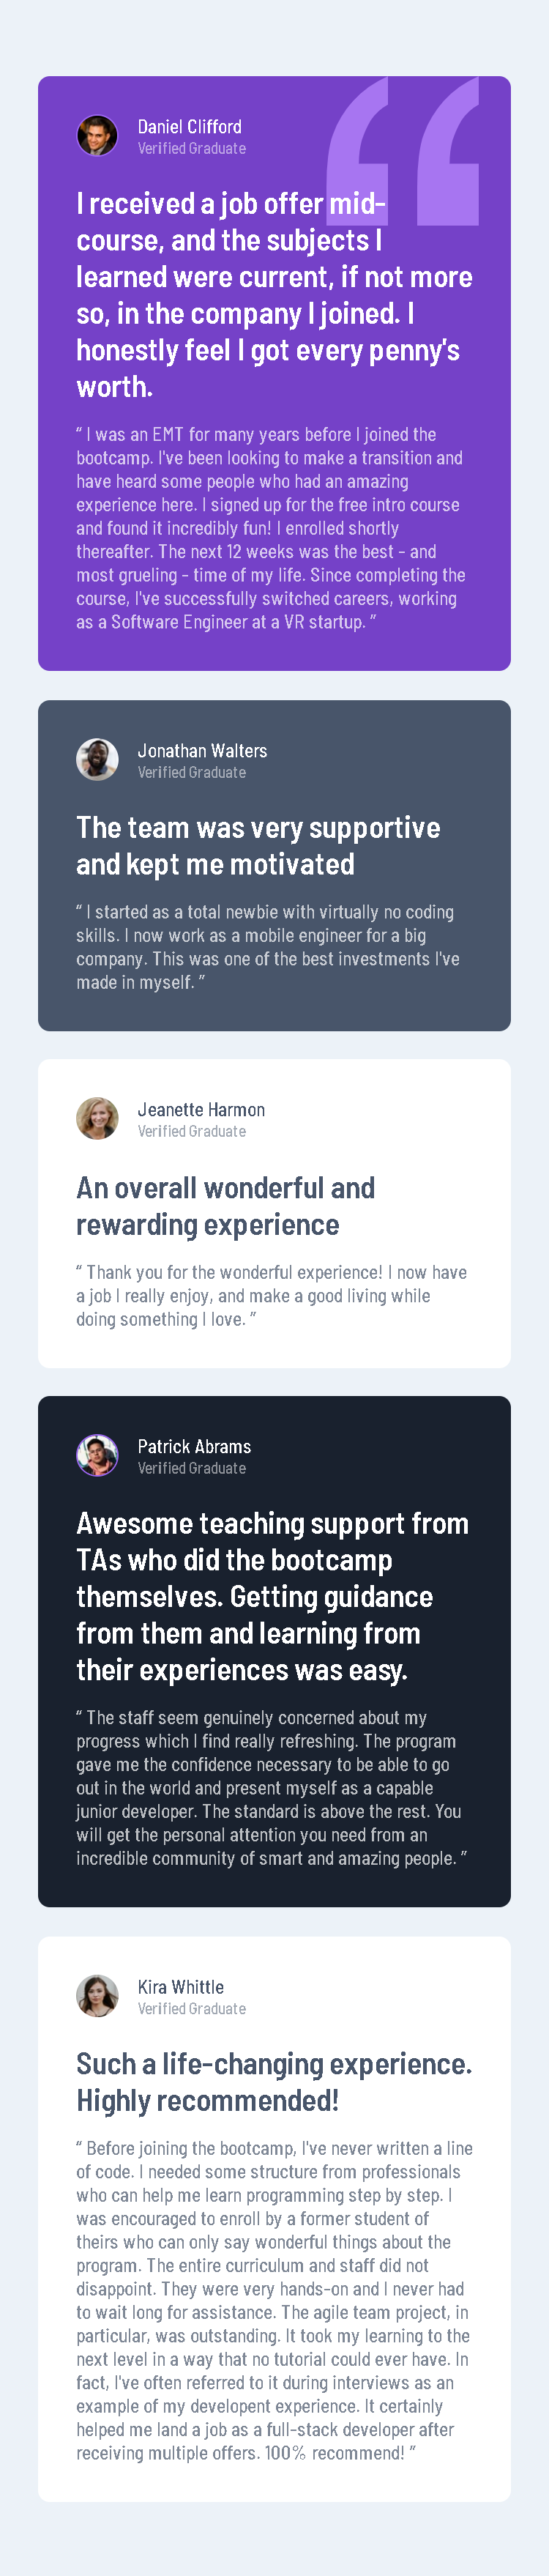 Daniel Clifford
Verified Graduate
I received a job offer mid-
course, and the subjects I
learned were current, if not more
so, in the company I joined. I
honestly feel I got every penny's
worth.
“ I was an EMT for many years before I joined the
bootcamp. I've been looking to make a transition and
have heard some people who had an amazing
experience here. I signed up for the free intro course
and found it incredibly fun! I enrolled shortly
thereafter. The next 12 weeks was the best - and
most grueling - time of my life. Since completing the
course, I've successfully switched careers, working
as a Software Engineer at a VR startup. ”
Jonathan Walters
Verified Graduate
The team was very supportive
and kept me motivated
“ I started as a total newbie with virtually no coding
skills. I now work as a mobile engineer for a big
company. This was one of the best investments I've
made in myself. ”
Jeanette Harmon
Verified Graduate
An overall wonderful and
rewarding experience
“ Thank you for the wonderful experience! I now have
a job I really enjoy, and make a good living while
doing something I love. ”
Patrick Abrams
Verified Graduate
Awesome teaching support from
TAs who did the bootcamp
themselves. Getting guidance
from them and learning from
their experiences was easy.
“ The staff seem genuinely concerned about my
progress which I find really refreshing. The program
gave me the confidence necessary to be able to go
out in the world and present myself as a capable
junior developer. The standard is above the rest. You
will get the personal attention you need from an
incredible community of smart and amazing people. ”
Kira Whittle
Verified Graduate
Such a life-changing experience.
Highly recommended!
“ Before joining the bootcamp, I've never written a line
of code. I needed some structure from professionals
who can help me learn programming step by step. I
was encouraged to enroll by a former student of
theirs who can only say wonderful things about the
program. The entire curriculum and staff did not
disappoint. They were very hands-on and I never had
to wait long for assistance. The agile team project, in
particular, was outstanding. It took my learning to the
next level in a way that no tutorial could ever have. In
fact, I've often referred to it during interviews as an
example of my developent experience. It certainly
helped me land a job as a full-stack developer after
receiving multiple offers. 100% recommend! ”